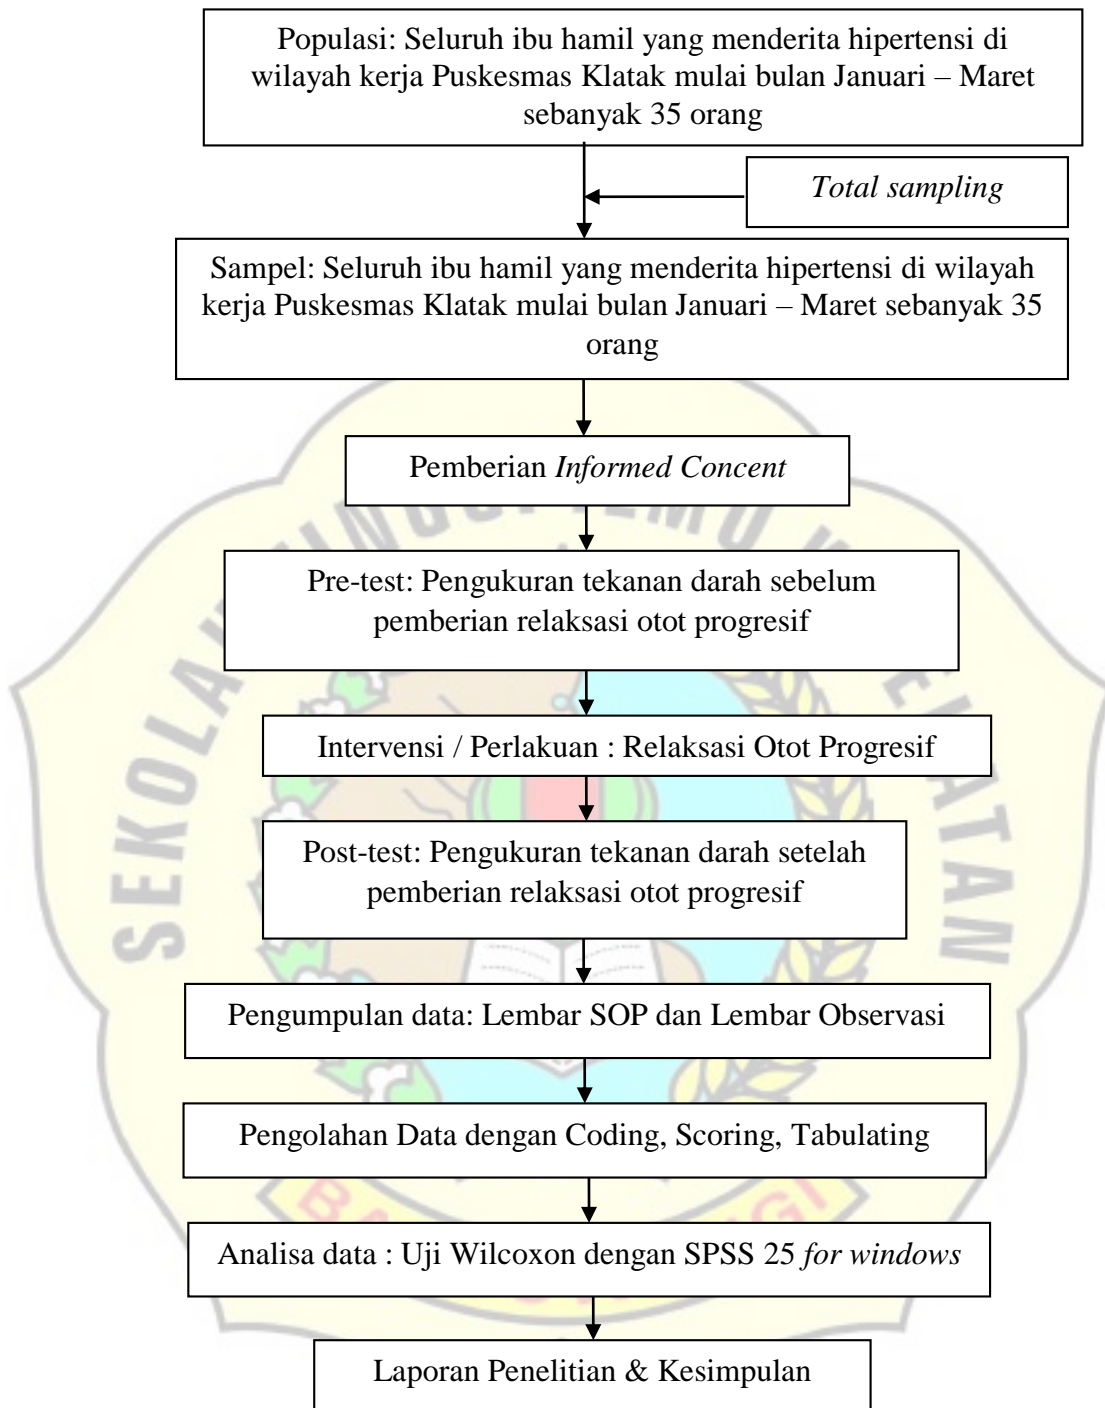 Populasi: Seluruh ibu hamil yang menderita hipertensi di
wilayah kerja Puskesmas Klatak mulai bulan Januari – Maret
sebanyak 35 orang
Total sampling
Sampel: Seluruh ibu hamil yang menderita hipertensi di wilayah
kerja Puskesmas Klatak mulai bulan Januari – Maret sebanyak 35
orang
Pemberian Informed Concent
Pre-test: Pengukuran tekanan darah sebelum
pemberian relaksasi otot progresif
Intervensi / Perlakuan : Relaksasi Otot Progresif
Post-test: Pengukuran tekanan darah setelah
pemberian relaksasi otot progresif
Pengumpulan data: Lembar SOP dan Lembar Observasi
Pengolahan Data dengan Coding, Scoring, Tabulating
Analisa data : Uji Wilcoxon dengan SPSS 25 for windows
Laporan Penelitian & Kesimpulan